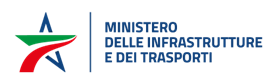 MINISTERO
DELLE INFRASTRUTTURE
E DEI TRASPORTI